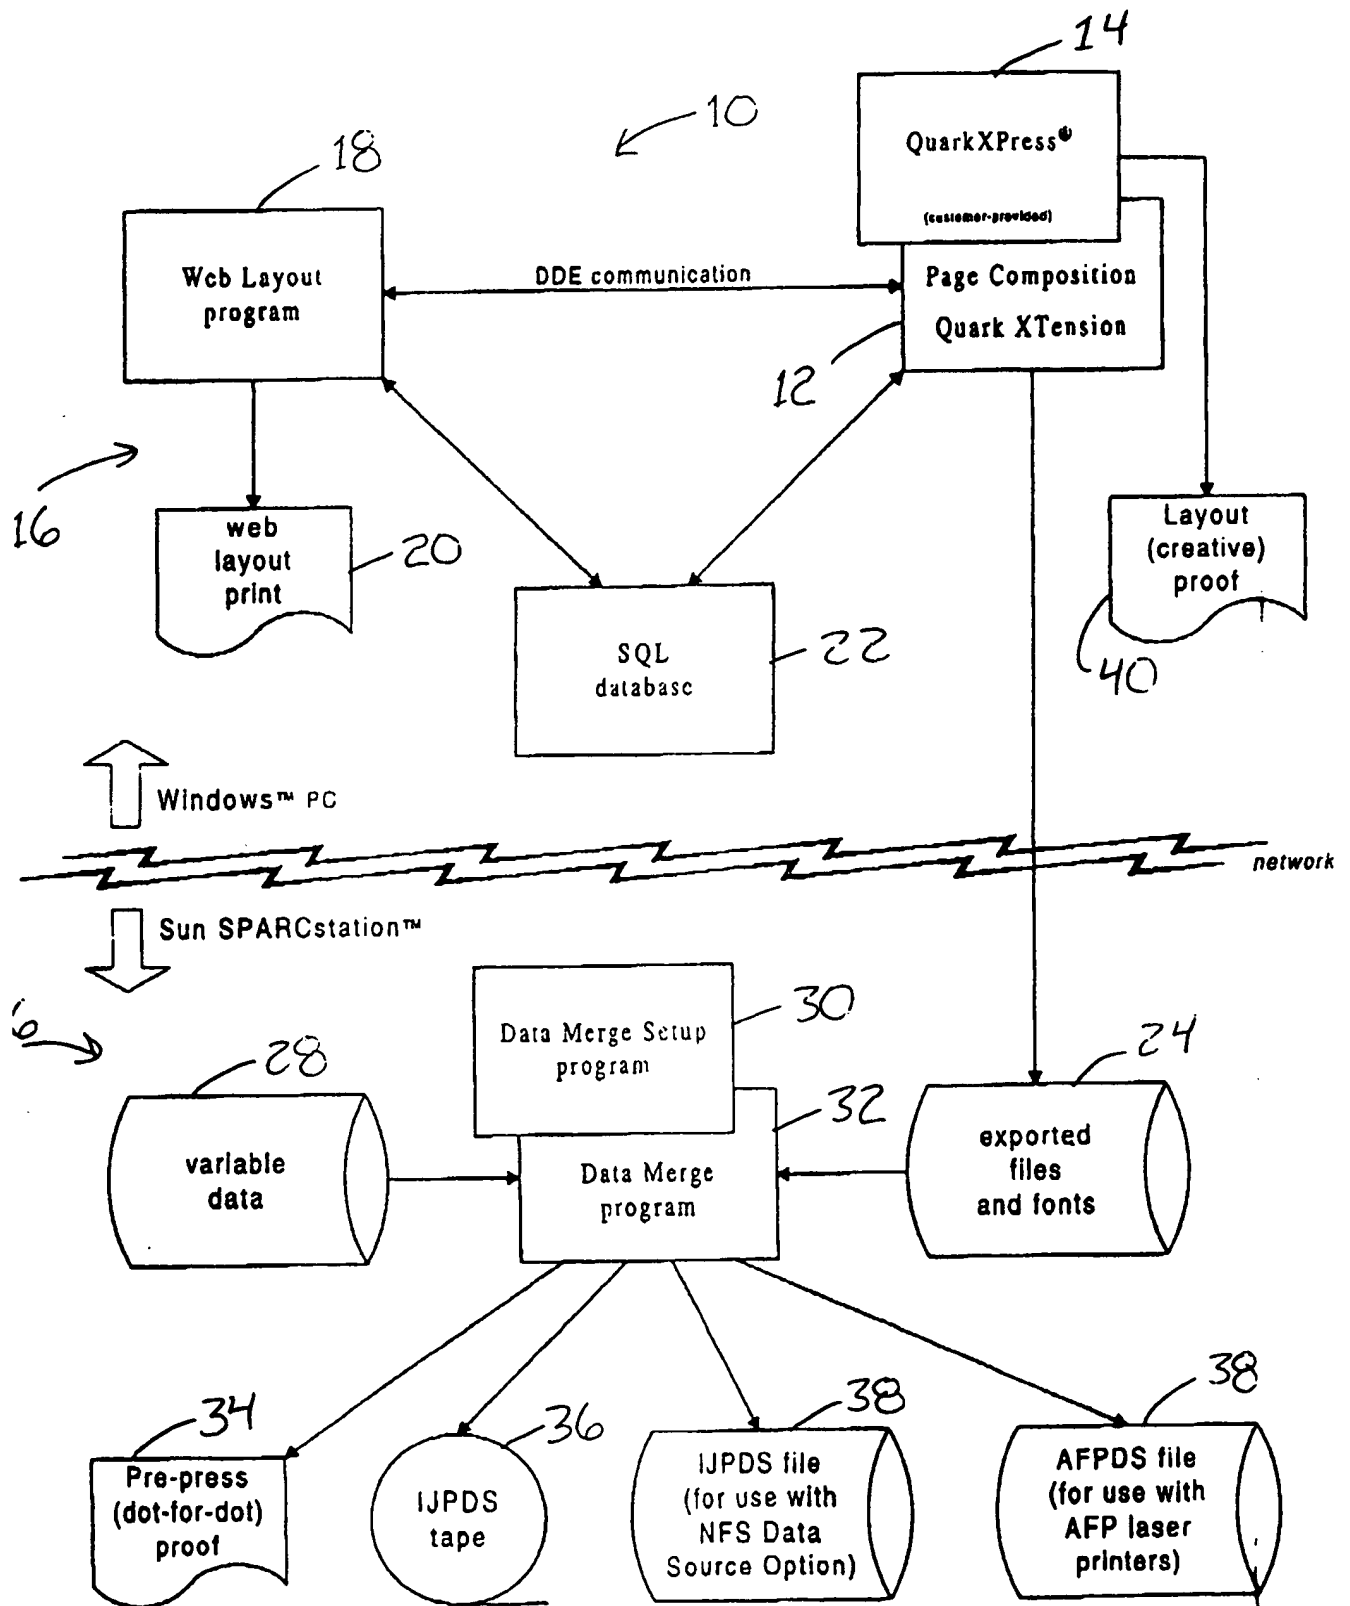 14
10
QuarkXPress®
(customer-provided)
18
Web Layout
program
DDE communication
Page Composition
Quark XTension
12
16
web
layout
print
20
Layout
(creative)
proof
40
SQL
database
22
Windows™ PC
network
Sun SPARCstation™
6
Data Merge Setup
program
30
28
24
variable
data
32
Data Merge
program
exported
files
and fonts
34
Pre-press
(dot-for-dot)
proof
36
IJPDS
tape
38
IJPDS file
(for use with
NFS Data
Source Option)
38
AFPDS file
(for use with
AFP laser
printers)